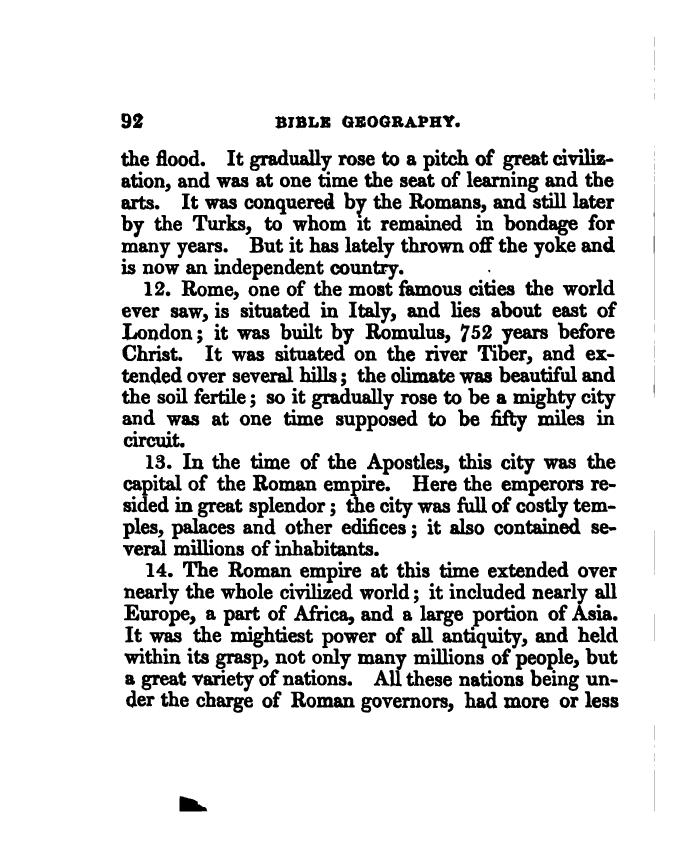 92 BIBLE GEOGRAPHY.
the flood. It gradually rose to a pitch of great civiliz-
ation, and was at one time the seat of learning and the
arts. It was conquered by the Romans, and still later
by the Turks, to whom it remained in bondage for
many years. But it has lately thrown off the yoke and
is now an independent country.
12. Rome, one of the most famous cities the world
ever saw, is situated in Italy, and lies about east of
London; it was built by Romulus, 752 years before
Christ. It was situated on the river Tiber, and ex-
tended over several hills; the climate was beautiful and
the soil fertile; so it gradually rose to be a mighty city
and was at one time supposed to be fifty miles in
circuit.
13. In the time of the Apostles, this city was the
capital of the Roman empire. Here the emperors re-
sided in great splendor; the city was full of costly tem-
ples, palaces and other edifices; it also contained se-
veral millions of inhabitants.
14. The Roman empire at this time extended over
nearly the whole civilized world; it included nearly all
Europe, a part of Africa, and a large portion of Asia.
It was the mightiest power of all antiquity, and held
within its grasp, not only many millions of people, but
a great variety of nations. All these nations being un-
der the charge of Roman governors, had more or less